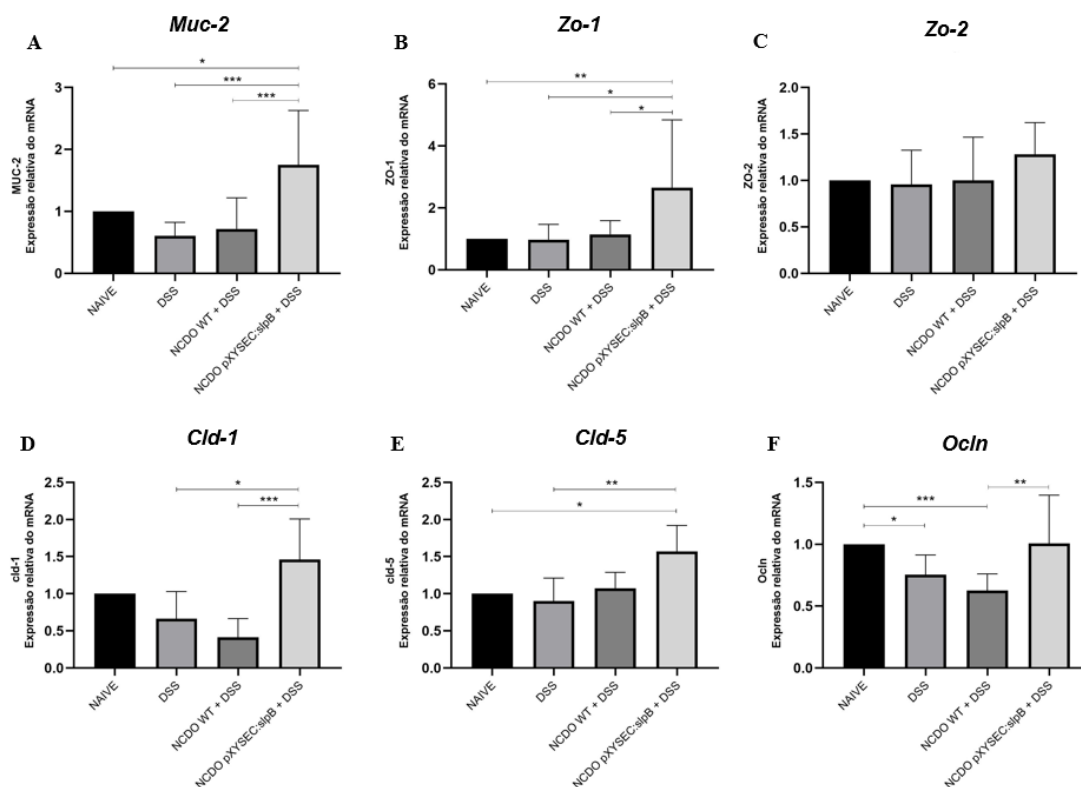 A
Muc-2
MUC-2
Expressão relativa do mRNA
3
2
1
0
*
***
***
NAIVE
DSS
NCDO WT + DSS
NCDO pXYSEC:slpB + DSS
B
Zo-1
ZO-1
Expressão relativa do mRNA
6
4
2
0
**
*
*
NAIVE
DSS
NCDO WT + DSS
NCDO pXYSEC:slpB + DSS
C
Zo-2
ZO-2
Expressão relativa do mRNA
2.0
1.5
1.0
0.5
0.0
NAIVE
DSS
NCDO WT + DSS
NCDO pXYSEC:slpB + DSS
D
Cld-1
cld-1
Expressão relativa do mRNA
2.5
2.0
1.5
1.0
0.5
0.0
*
***
NAIVE
DSS
NCDO WT + DSS
NCDO pXYSEC:slpB + DSS
E
Cld-5
cld-5
Expressão relativa do mRNA
2.5
2.0
1.5
1.0
0.5
0.0
**
*
NAIVE
DSS
NCDO WT + DSS
NCDO pXYSEC:slpB + DSS
F
Ocln
Ocln
Expressão relativa do mRNA
1.5
1.0
0.5
0.0
**
***
*
NAIVE
DSS
NCDO WT + DSS
NCDO pXYSEC:slpB + DSS